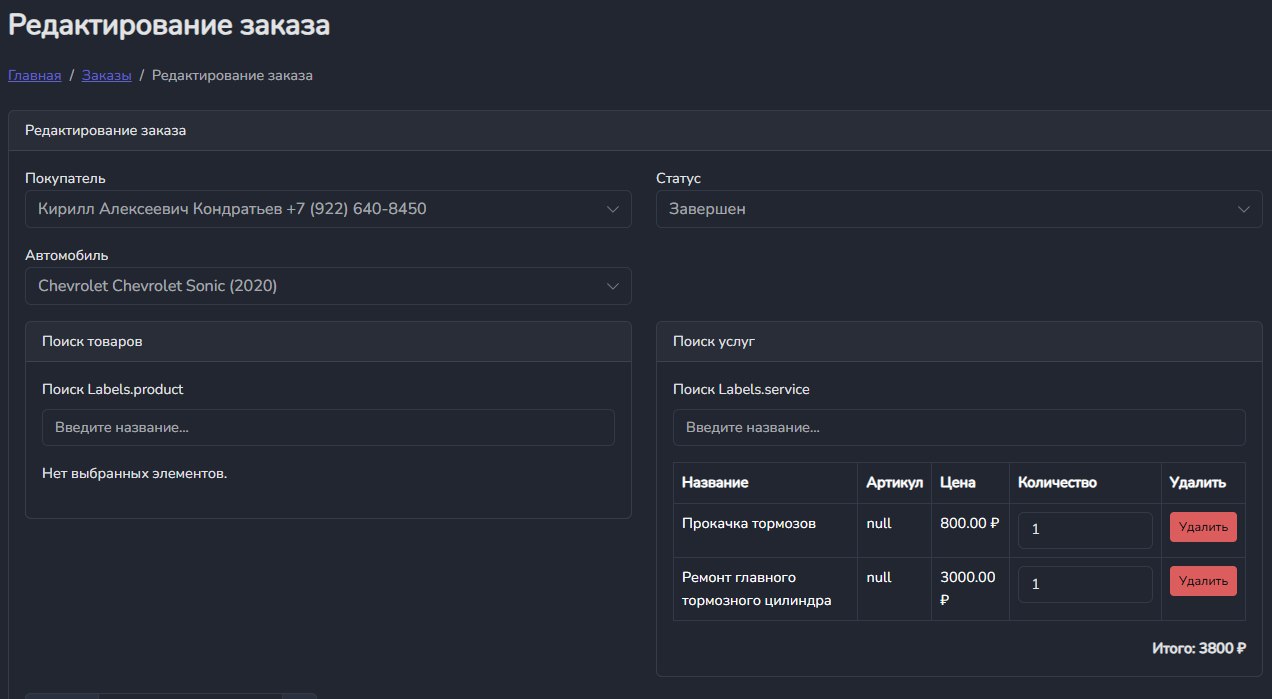 Редактирование заказа
Главная / Заказы / Редактирование заказа
Редактирование заказа
Покупатель
Кирилл Алексеевич Кондратьев +7 (922) 640-8450
Статус
Завершен
Автомобиль
Chevrolet Chevrolet Sonic (2020)
Поиск товаров
Поиск Labels.product
Введите название...
Нет выбранных элементов.
Поиск услуг
Поиск Labels.service
Введите название...
Название Артикул Цена Количество Удалить
Прокачка тормозов null 800.00 ₽ 1 Удалить
Ремонт главного null 3000.00 1 Удалить
тормозного цилиндра ₽
Итого: 3800 ₽